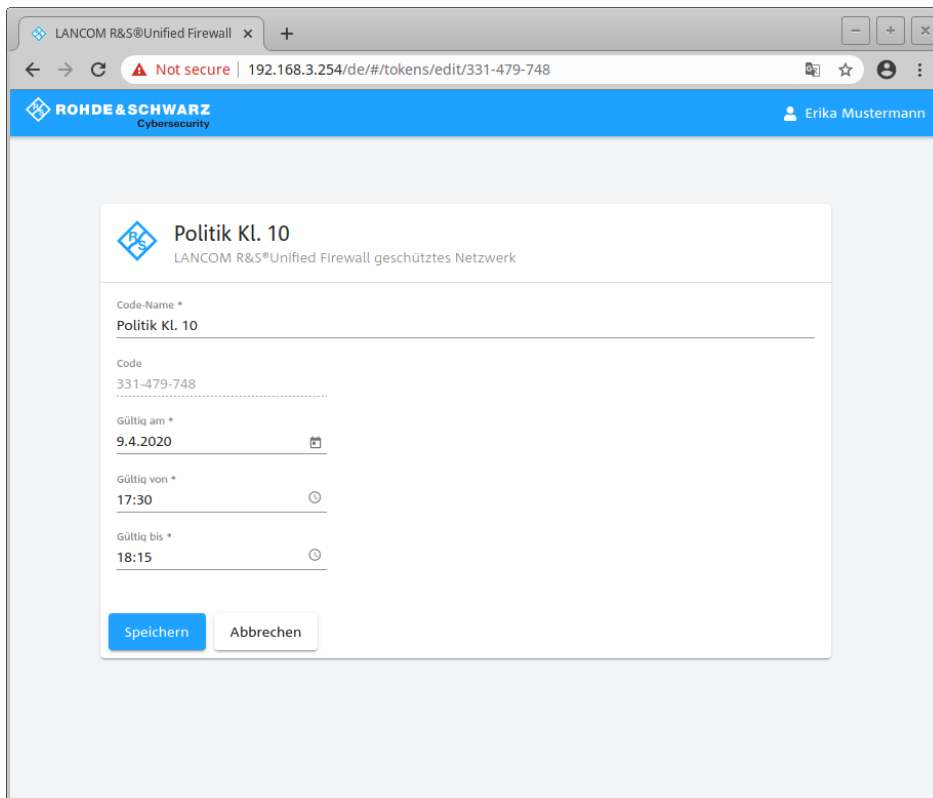 LANCOM R&S®Unified Firewall
Not secure | 192.168.3.254/de/#/tokens/edit/331-479-748
ROHDE&SCHWARZ
Cybersecurity
Erika Mustermann
R S
Politik Kl. 10
LANCOM R&S®Unified Firewall geschütztes Netzwerk
Code-Name *
Politik Kl. 10
Code
331-479-748
Gültig am *
9.4.2020
Gültig von *
17:30
Gültig bis *
18:15
Speichern
Abbrechen